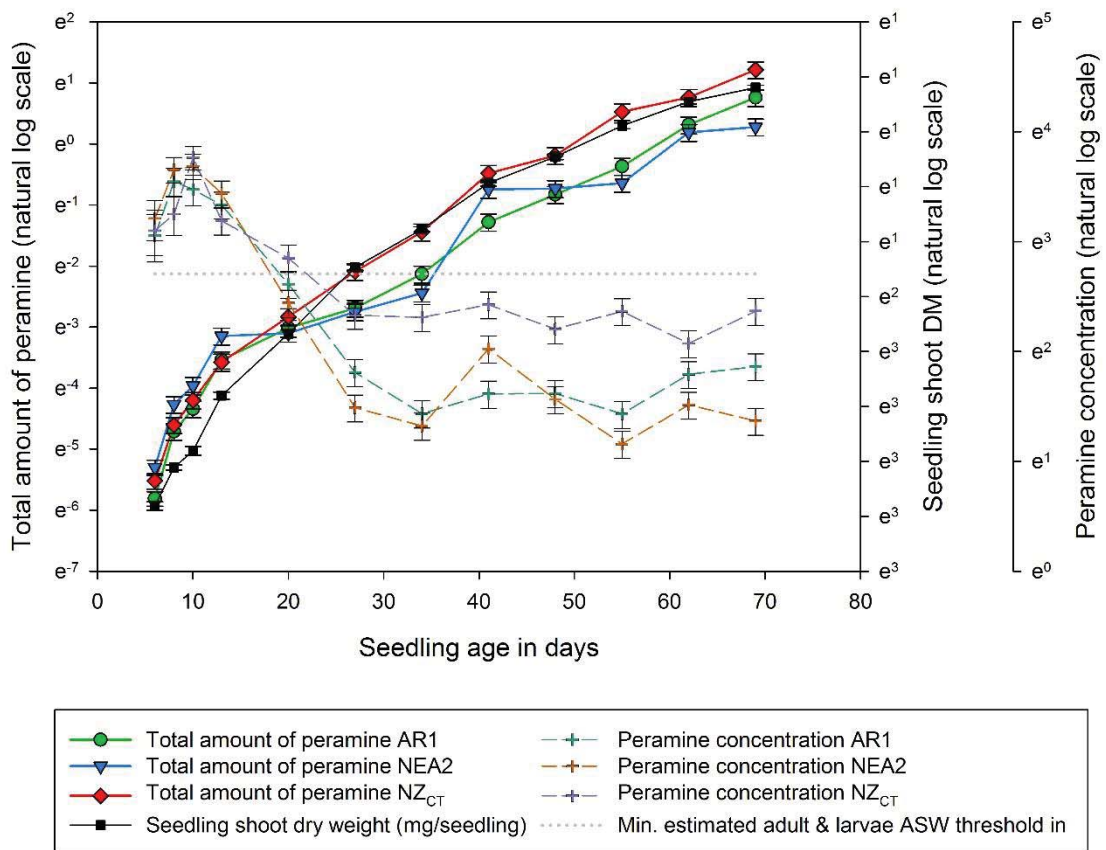 Total amount of peramine (natural log scale)
e²
e¹
e⁰
e⁻¹
e⁻²
e⁻³
e⁻⁴
e⁻⁵
e⁻⁶
e⁻⁷
0 10 20 30 40 50 60 70 80
Seedling age in days
e¹
e¹
e¹
e¹
e¹
e²
e³
e³
e³
e³
e³
Seedling shoot DM (natural log scale)
e⁵
e⁴
e³
e²
e¹
e⁰
Peramine concentration (natural log scale)
Total amount of peramine AR1
Total amount of peramine NEA2
Total amount of peramine NZCT
Seedling shoot dry weight (mg/seedling)
Peramine concentration AR1
Peramine concentration NEA2
Peramine concentration NZCT
Min. estimated adult & larvae ASW threshold in